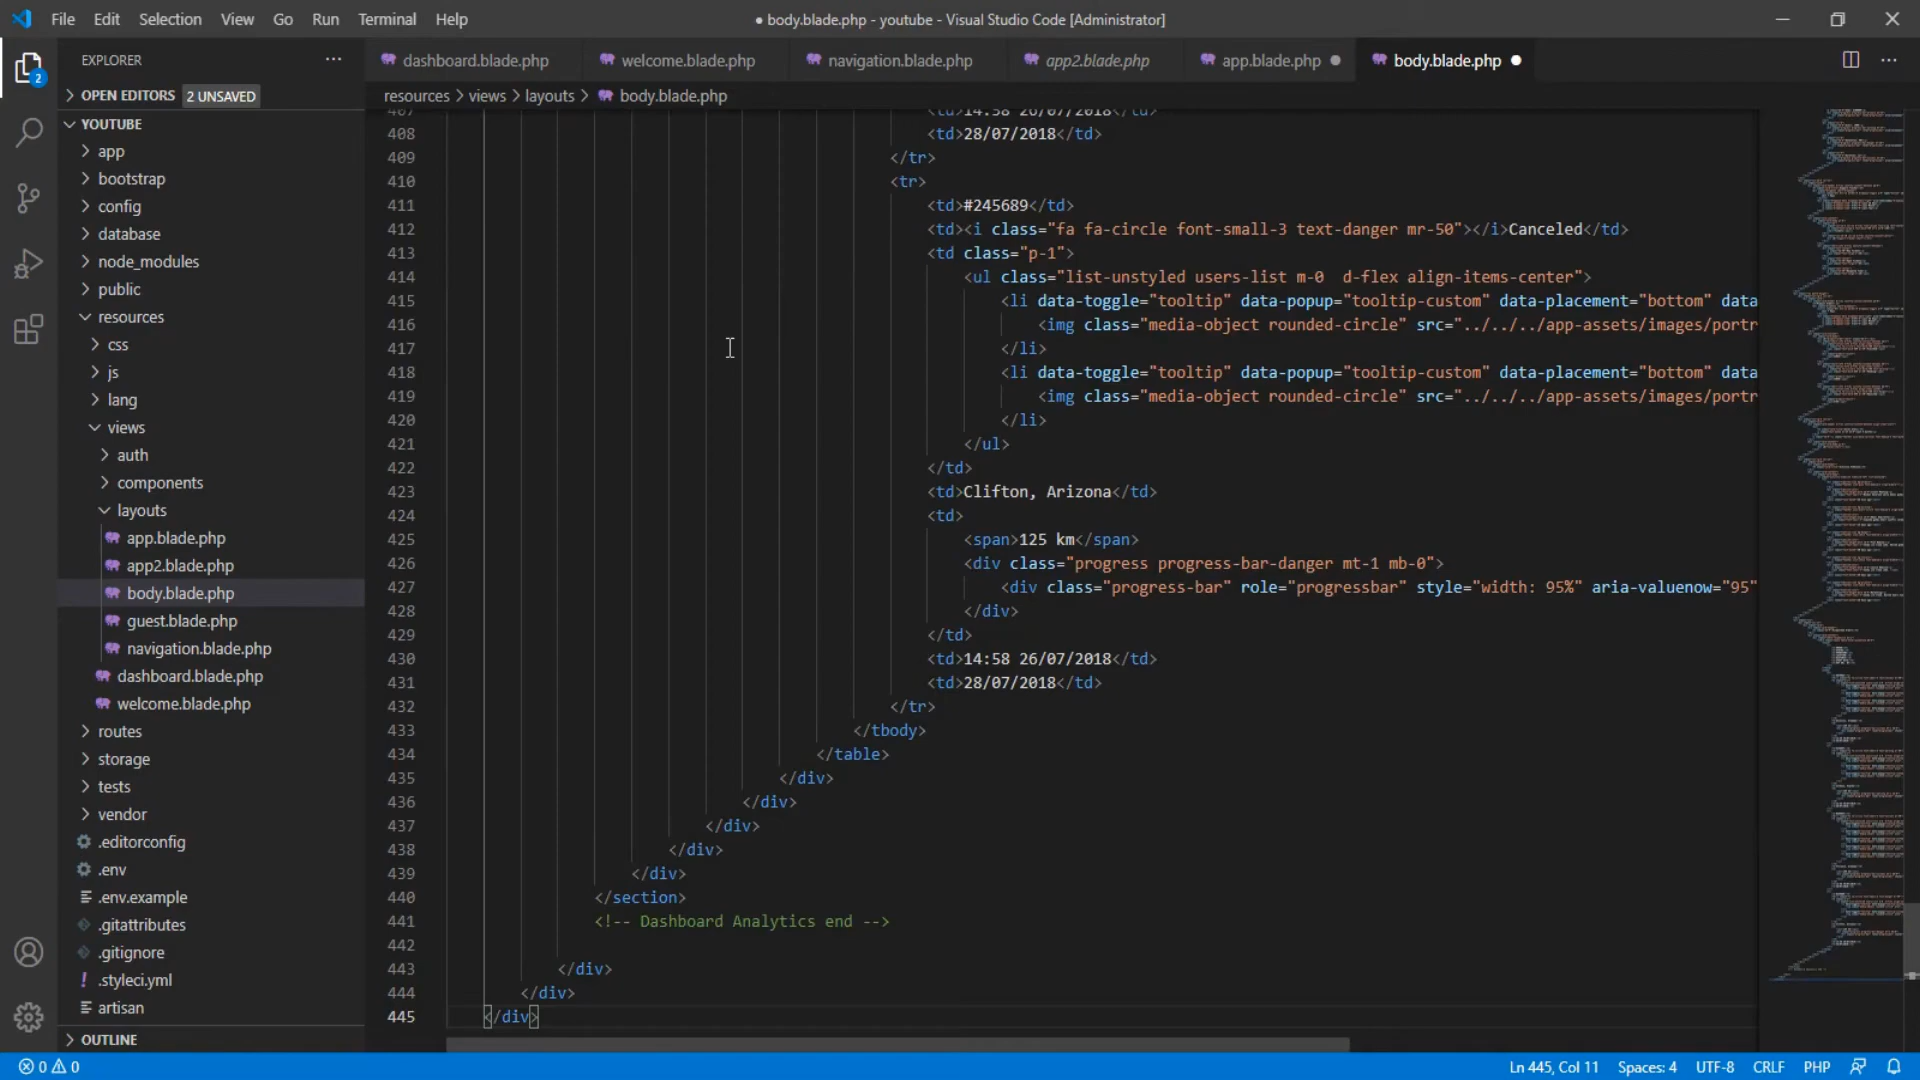 File Edit Selection View Go Run Terminal Help
● body.blade.php - youtube - Visual Studio Code [Administrator]
EXPLORER
dashboard.blade.php
welcome.blade.php
navigation.blade.php
app2.blade.php
app.blade.php
body.blade.php
2
OPEN EDITORS 2 UNSAVED
resources > views > layouts > body.blade.php
YOUTUBE
app
bootstrap
config
database
node_modules
public
resources
css
js
lang
views
auth
components
layouts
app.blade.php
app2.blade.php
body.blade.php
guest.blade.php
navigation.blade.php
dashboard.blade.php
welcome.blade.php
routes
storage
tests
vendor
.editorconfig
.env
.env.example
.gitattributes
.gitignore
.styleci.yml
artisan
OUTLINE
407 <td>14:58 26/07/2018</td>
408 <td>28/07/2018</td>
409 </tr>
410 <tr>
411 <td>#245689</td>
412 <td><i class="fa fa-circle font-small-3 text-danger mr-50"></i>Canceled</td>
413 <td class="p-1">
414 <ul class="list-unstyled users-list m-0  d-flex align-items-center">
415 <li data-toggle="tooltip" data-popup="tooltip-custom" data-placement="bottom" data
416 <img class="media-object rounded-circle" src="../../../app-assets/images/portr
417 </li>
418 <li data-toggle="tooltip" data-popup="tooltip-custom" data-placement="bottom" data
419 <img class="media-object rounded-circle" src="../../../app-assets/images/portr
420 </li>
421 </ul>
422 </td>
423 <td>Clifton, Arizona</td>
424 <td>
425 <span>125 km</span>
426 <div class="progress progress-bar-danger mt-1 mb-0">
427 <div class="progress-bar" role="progressbar" style="width: 95%" aria-valuenow="95"
428 </div>
429 </td>
430 <td>14:58 26/07/2018</td>
431 <td>28/07/2018</td>
432 </tr>
433 </tbody>
434 </table>
435 </div>
436 </div>
437 </div>
438 </div>
439 </div>
440 </section>
441 <!-- Dashboard Analytics end -->
442
443 </div>
444 </div>
445 </div>
0 0
Ln 445, Col 11
Spaces: 4
UTF-8
CRLF
PHP